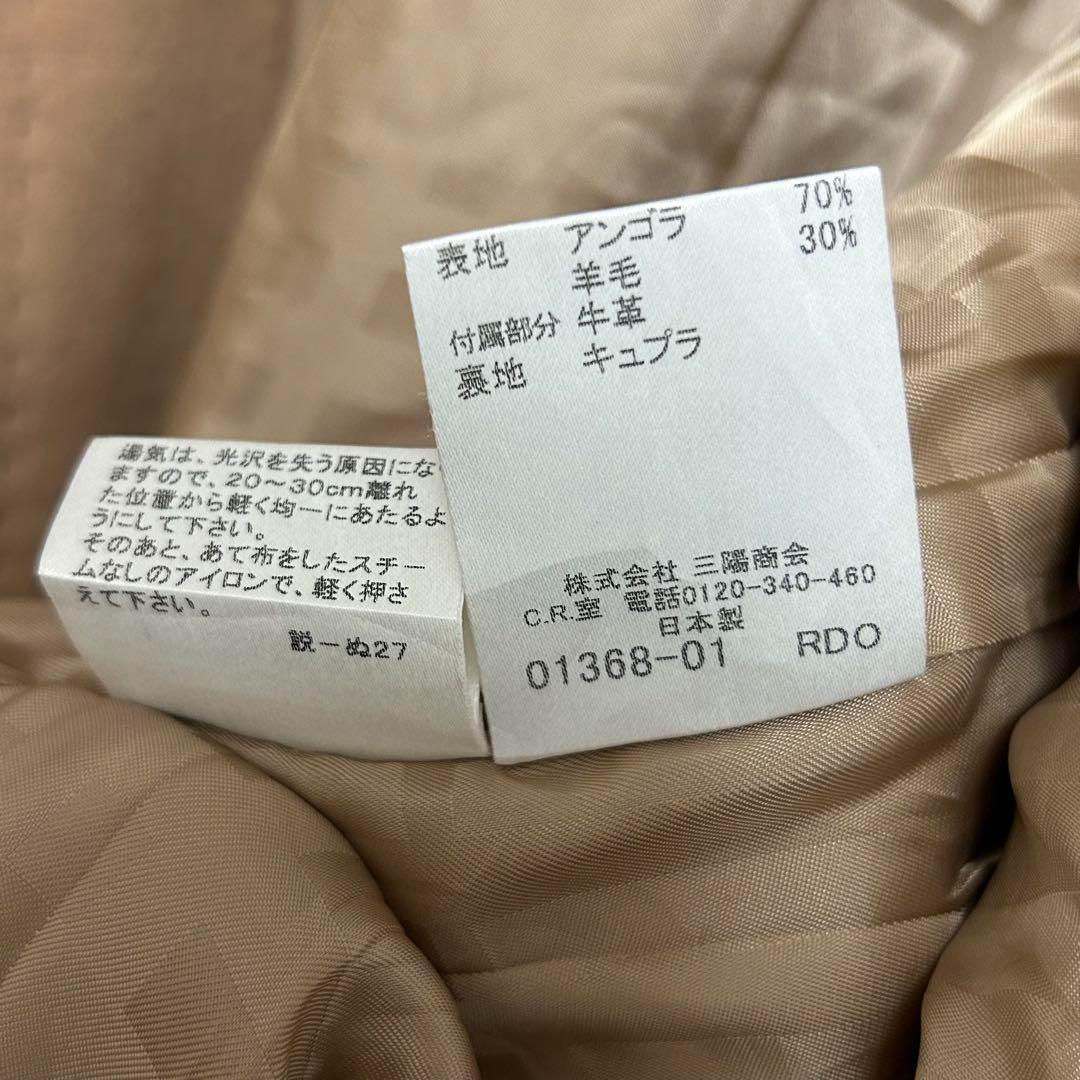 表地 アンゴラ 70%
羊毛 30%
付属部分 牛革
裏地 キュプラ
株式会社 三陽商会
C.R.室 電話0120-340-460
日本製
01368-01 RDO
湯気は、光沢を失う原因にな
ますので、20〜30cm離れ
た位置から軽く均一にあたるよ
うにして下さい。
そのあと、あて布をしたスチー
ムなしのアイロンで、軽く押さ
えて下さい。
説-ぬ27